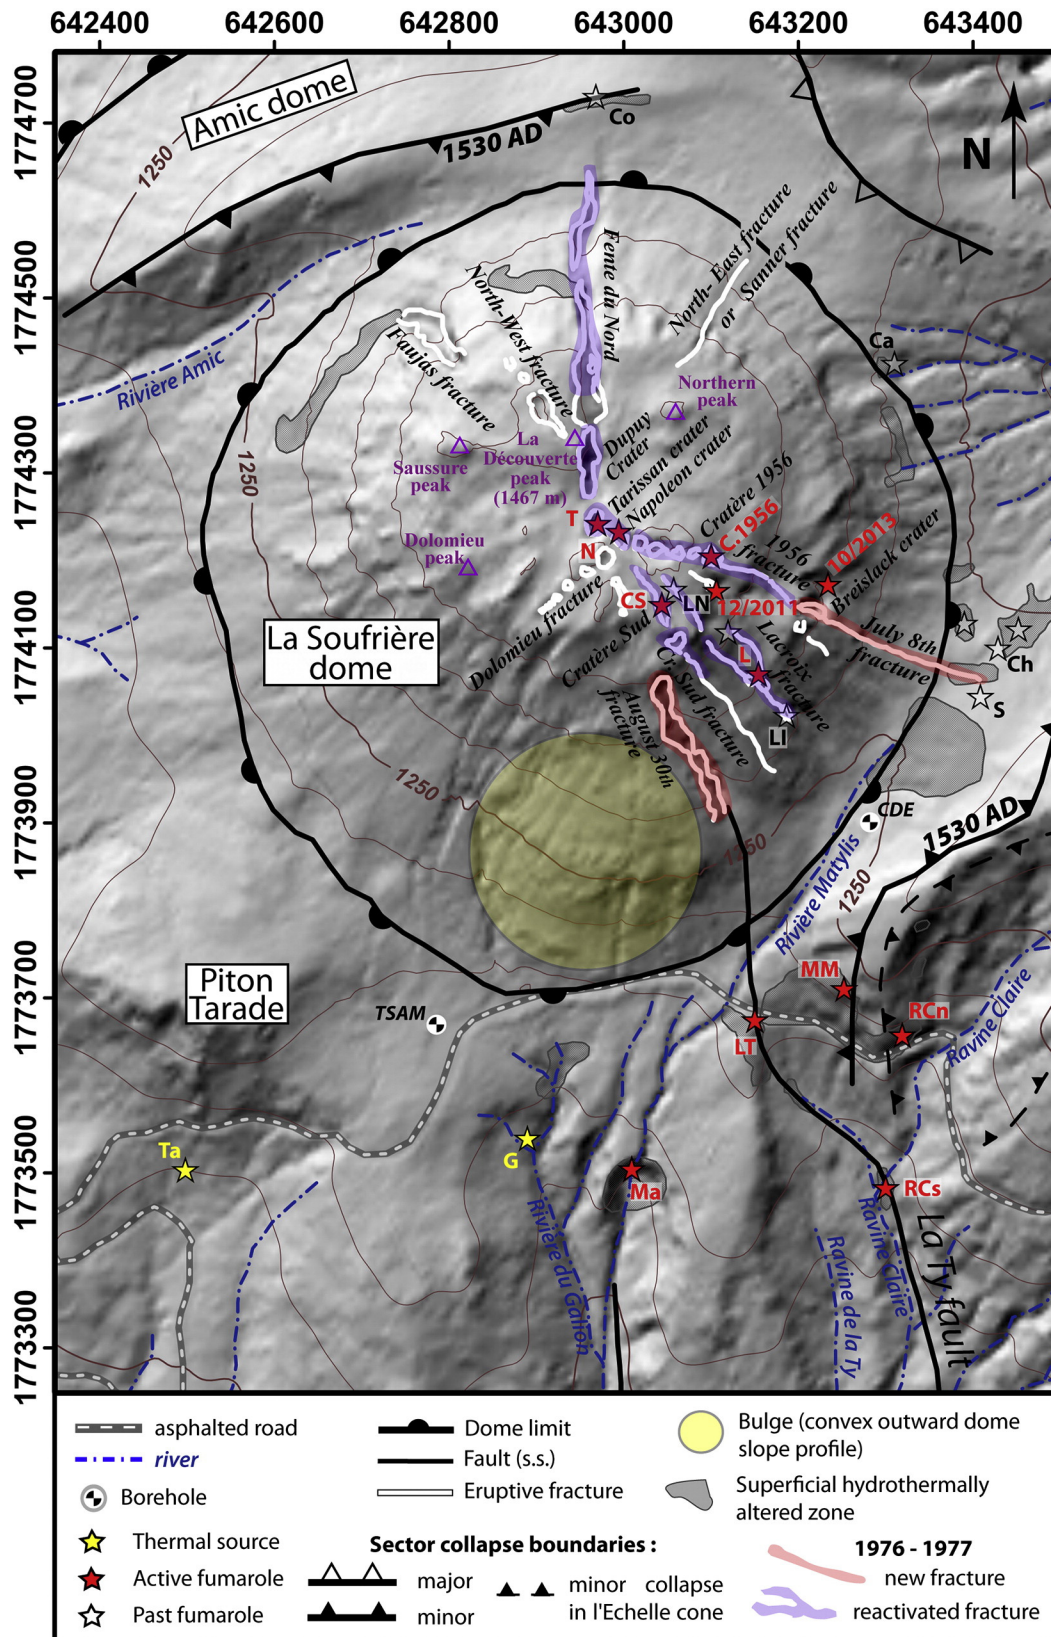 642400
642600
642800
643000
643200
643400
1774700
1774500
1774300
1774100
1773900
1773700
1773500
1773300
Amic dome
1250
1530 AD
Co
N
Rivière Amic
Fente du Nord
North-East fracture
or Sanner fracture
North-West fracture
Faujas fracture
Ca
Northern
peak
La
Découverte
peak
(1467 m)
Saussure
peak
Dupuy
Crater
Tarissan crater
Napoleon crater
1250
T
N
Dolomieu
peak
Cratère 1956
C.1956
1956
fracture
10/2013
Breislack crater
CS
LN
12/2011
La Soufrière
dome
Dolomieu fracture
Cratère Sud
L
Lacroix
fracture
July 8th
fracture
Ch
S
Cr. Sud fracture
LI
August 30th
fracture
1250
1250
CDE
1530 AD
Rivière Matylis
1250
Piton
Tarade
TSAM
MM
RCn
LT
Ravine Claire
Ta
G
Ma
RCs
Rivière du Galion
Ravine Claire
Ravine de la Ty
La Ty fault
asphalted road
river
Borehole
Thermal source
Active fumarole
Past fumarole
Dome limit
Fault (s.s.)
Eruptive fracture
Bulge (convex outward dome
slope profile)
Superficial hydrothermally
altered zone
Sector collapse boundaries :
major
minor
minor collapse
in l'Echelle cone
1976 - 1977
new fracture
reactivated fracture